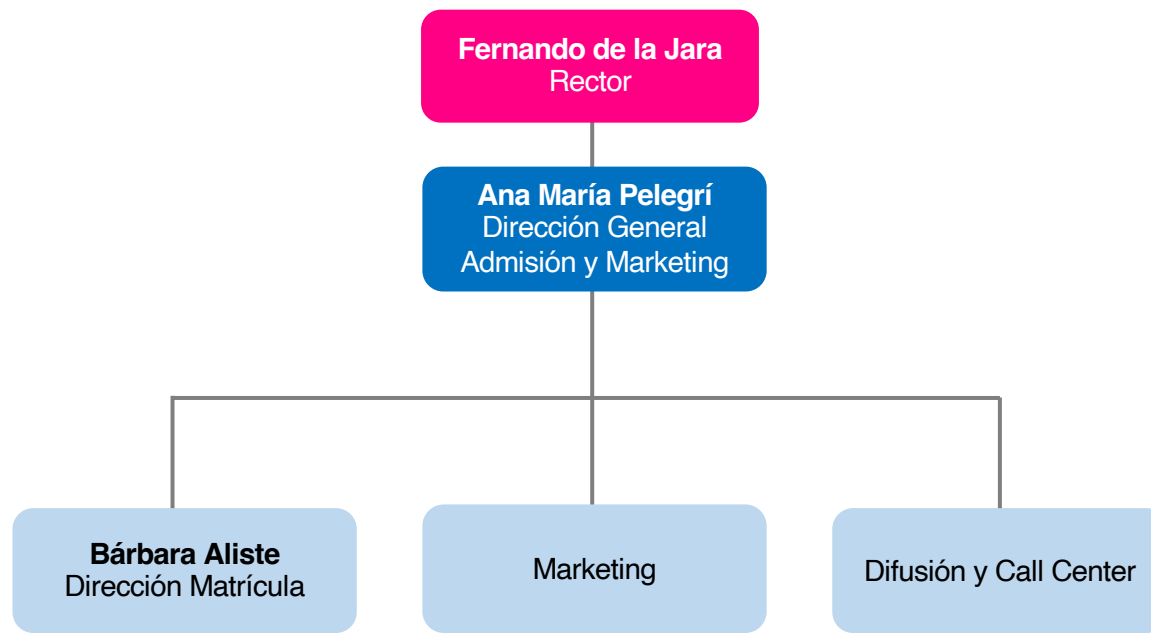 Fernando de la Jara
Rector
Ana María Pelegrí
Dirección General
Admisión y Marketing
Bárbara Aliste
Dirección Matrícula
Marketing
Difusión y Call Center